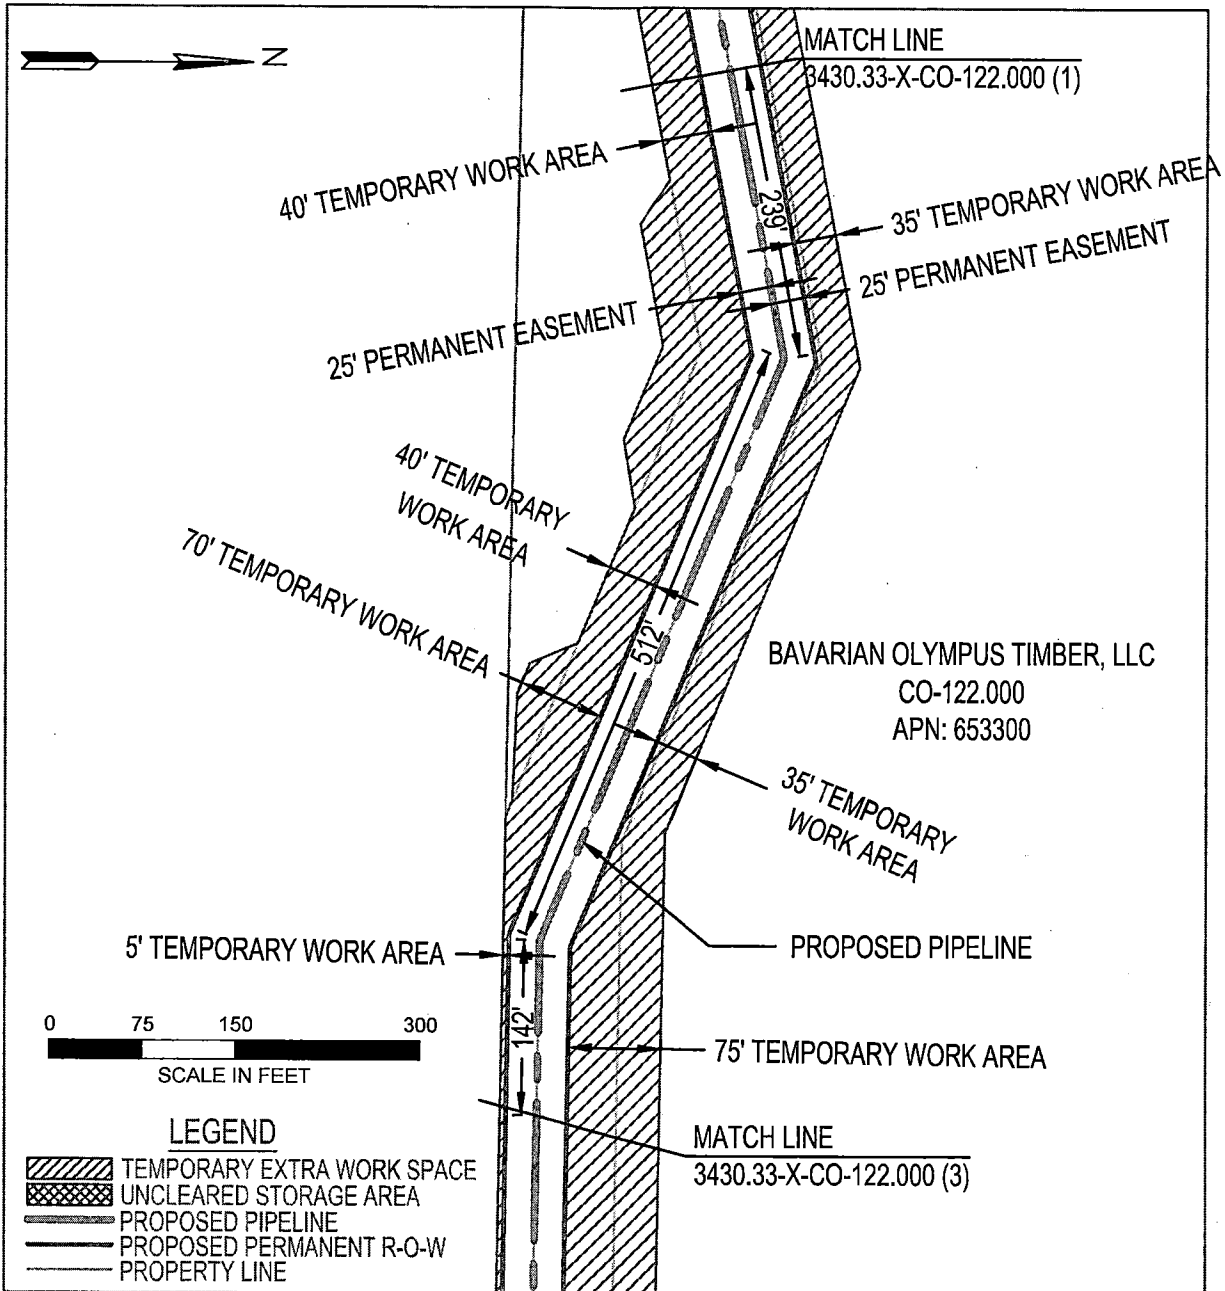 N
MATCH LINE
3430.33-X-CO-122.000 (1)
40' TEMPORARY WORK AREA
239'
35' TEMPORARY WORK AREA
25' PERMANENT EASEMENT
25' PERMANENT EASEMENT
40' TEMPORARY
WORK AREA
70' TEMPORARY WORK AREA
512'
BAVARIAN OLYMPUS TIMBER, LLC
CO-122.000
APN: 653300
35' TEMPORARY
WORK AREA
5' TEMPORARY WORK AREA
PROPOSED PIPELINE
142'
0 75 150 300
SCALE IN FEET
75' TEMPORARY WORK AREA
MATCH LINE
3430.33-X-CO-122.000 (3)
LEGEND
TEMPORARY EXTRA WORK SPACE
UNCLEARED STORAGE AREA
PROPOSED PIPELINE
PROPOSED PERMANENT R-O-W
PROPERTY LINE